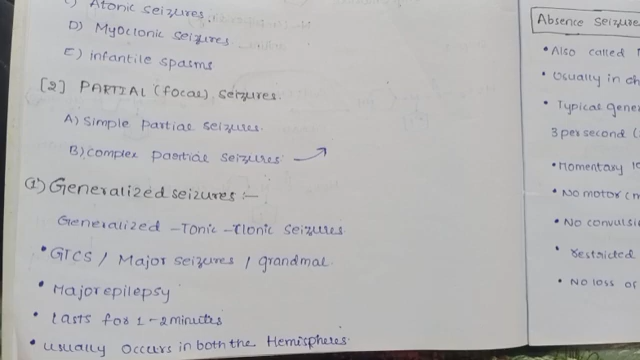 C) Atonic seizures.
D) Myoclonic seizures
E) infantile spasms
[2] PARTIAL (focal) seizures.
A) Simple partial seizures.
B) complex partial seizures
(1) Generalized seizures :-
Generalized - Tonic - Clonic seizures
• GTCS / Major seizures / grandmal.
• Major epilepsy
• Lasts for 1-2 minutes
• usually occurs in both the Hemispheres
Absence seizure
• Also called
• Usually in ch
• Typical gene
3 per second (
• Momentary
• No motor (m
• No convulsi
• Restricted
• No loss of